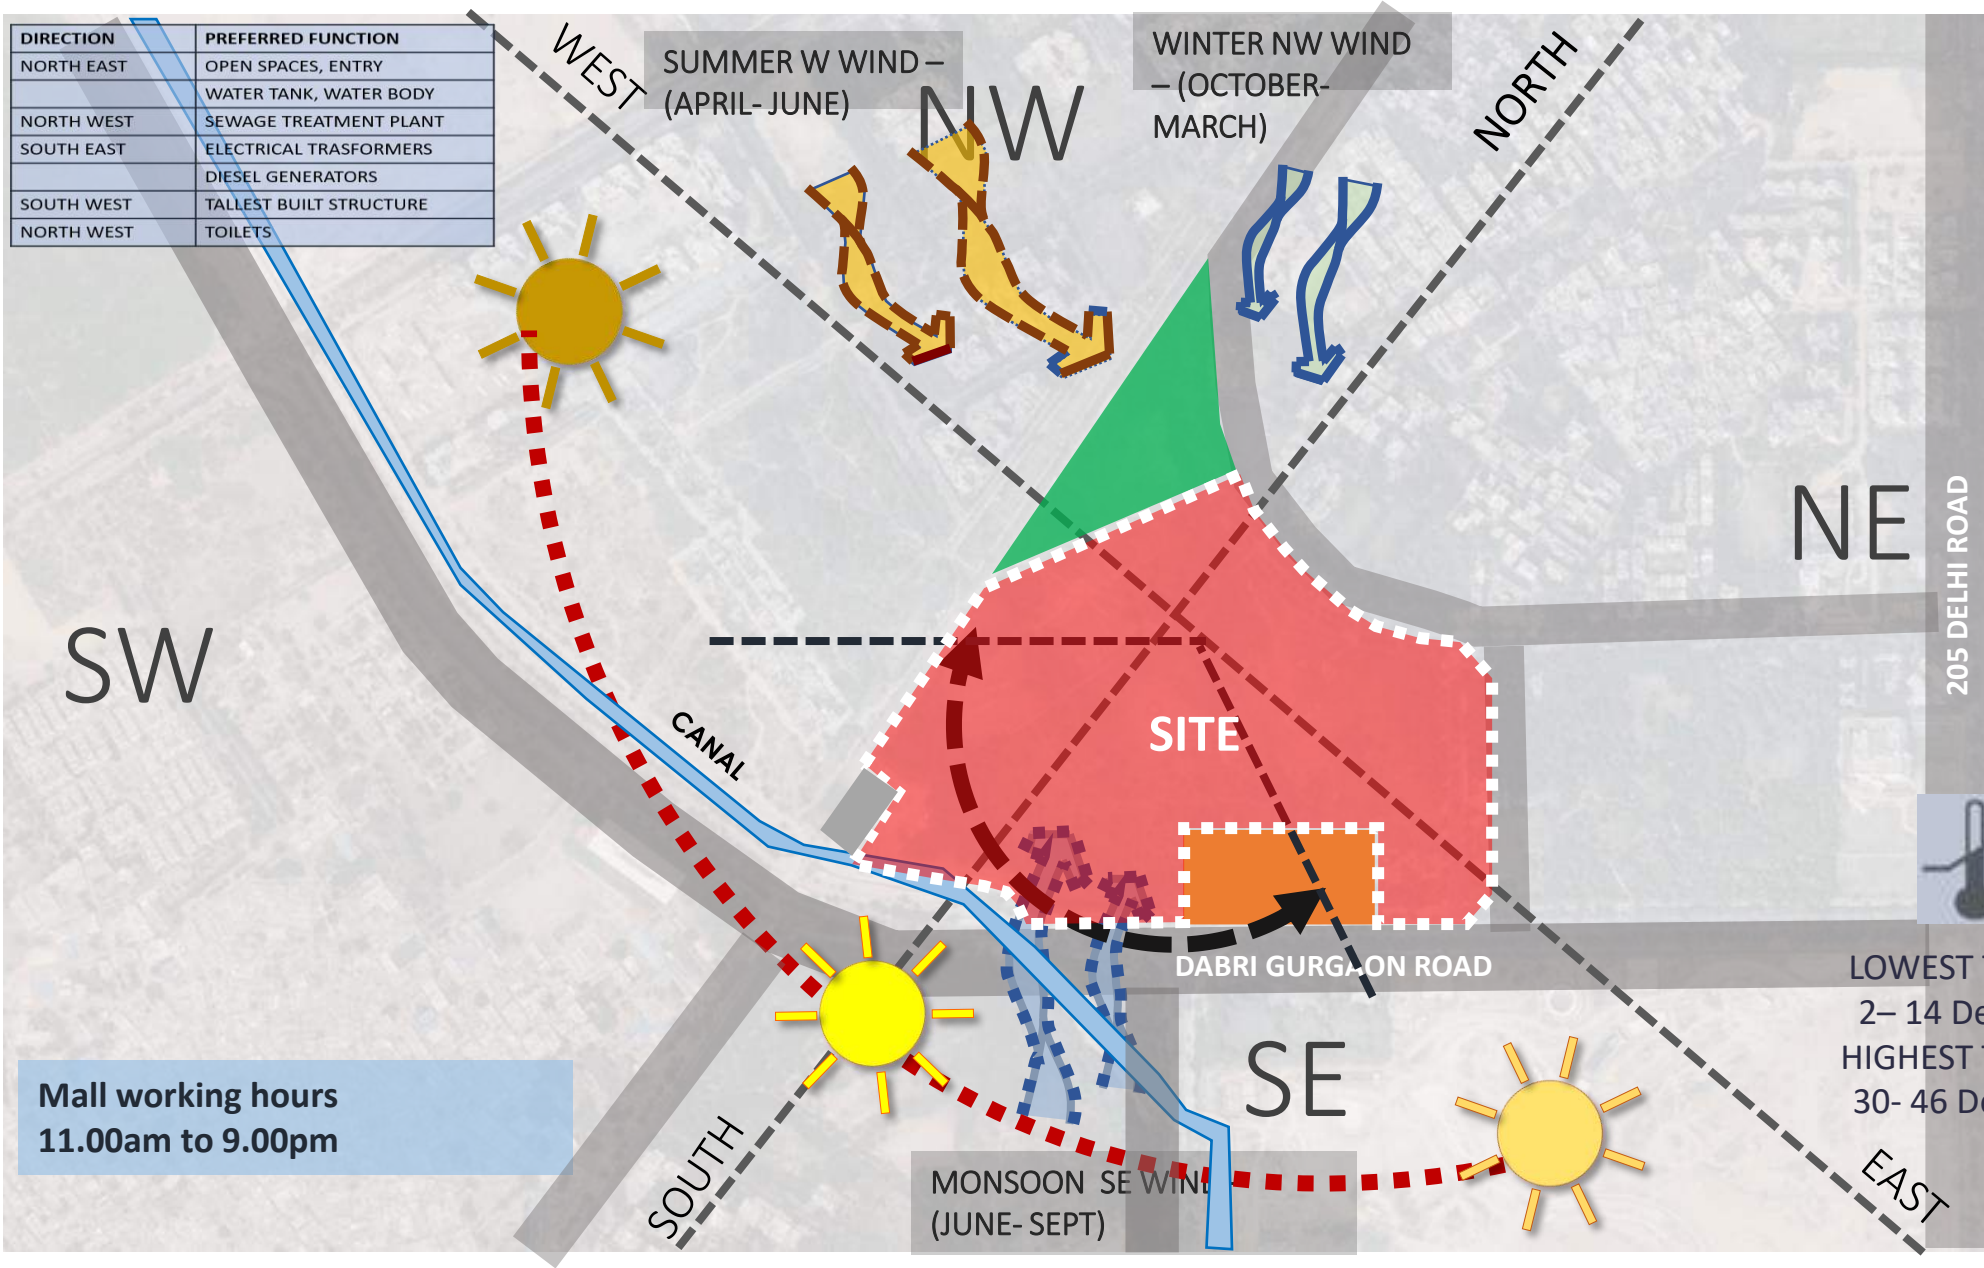 DIRECTION PREFERRED FUNCTION
NORTH EAST OPEN SPACES, ENTRY
WATER TANK, WATER BODY
NORTH WEST SEWAGE TREATMENT PLANT
SOUTH EAST ELECTRICAL TRASFORMERS
DIESEL GENERATORS
SOUTH WEST TALLEST BUILT STRUCTURE
NORTH WEST TOILETS
WEST
SUMMER W WIND –
(APRIL- JUNE)
NW
WINTER NW WIND
– (OCTOBER-
MARCH)
NORTH
NE
205 DELHI ROAD
SW
CANAL
SITE
DABRI GURGAON ROAD
LOWEST
2– 14
HIGHEST
30- 46
SE
Mall working hours
11.00am to 9.00pm
SOUTH
MONSOON SE WIND
(JUNE- SEPT)
EAST